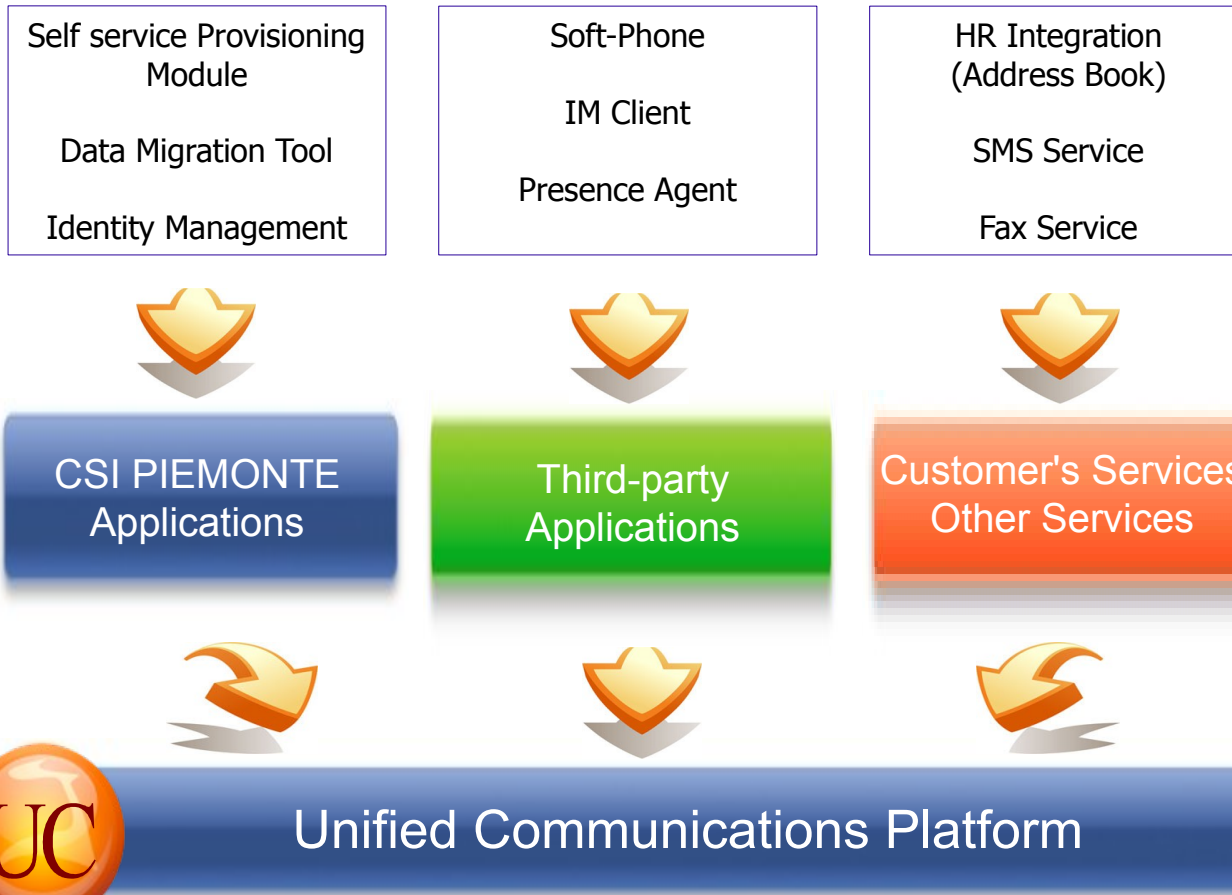 Self service Provisioning
Module
Data Migration Tool
Identity Management
Soft-Phone
IM Client
Presence Agent
HR Integration
(Address Book)
SMS Service
Fax Service
CSI PIEMONTE
Applications
Third-party
Applications
Customer's Services
Other Services
UC
Unified Communications Platform